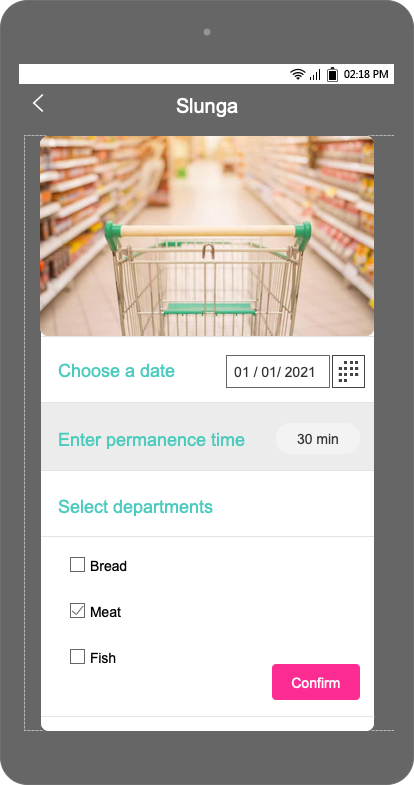 02:18 PM
Slunga
Choose a date
01 / 01/ 2021
Enter permanence time
30 min
Select departments
Bread
Meat
Fish
Confirm